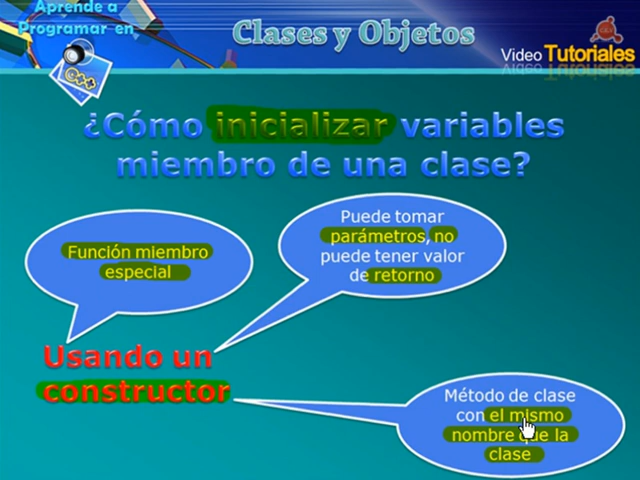 Aprende a
Programar en
C++
Clases y Objetos
Video Tutoriales
¿Cómo inicializar variables
miembro de una clase?
Puede tomar
parámetros, no
puede tener valor
de retorno
Función miembro
especial
Usando un
constructor
Método de clase
con el mismo
nombre que la
clase